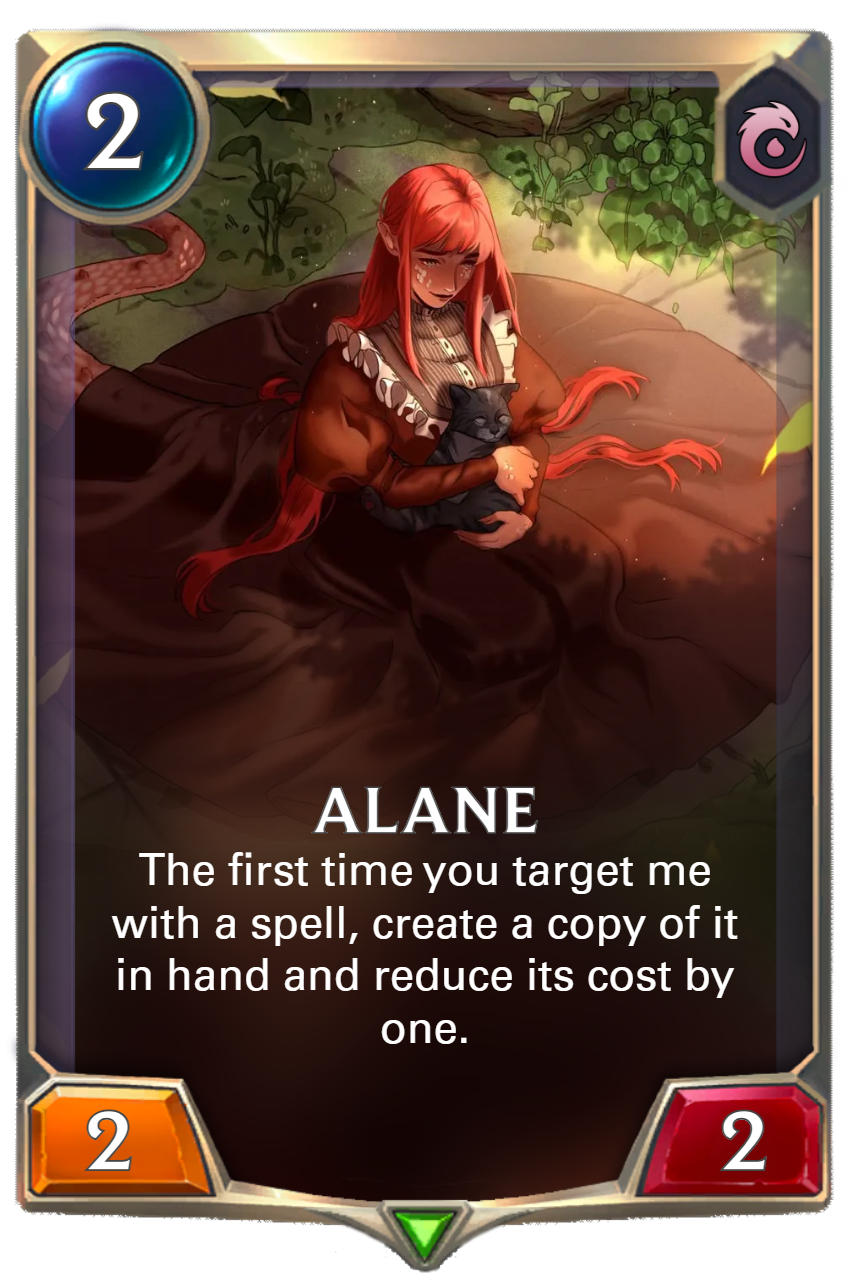 2
ALANE
The first time you target me
with a spell, create a copy of it
in hand and reduce its cost by
one.
2
2